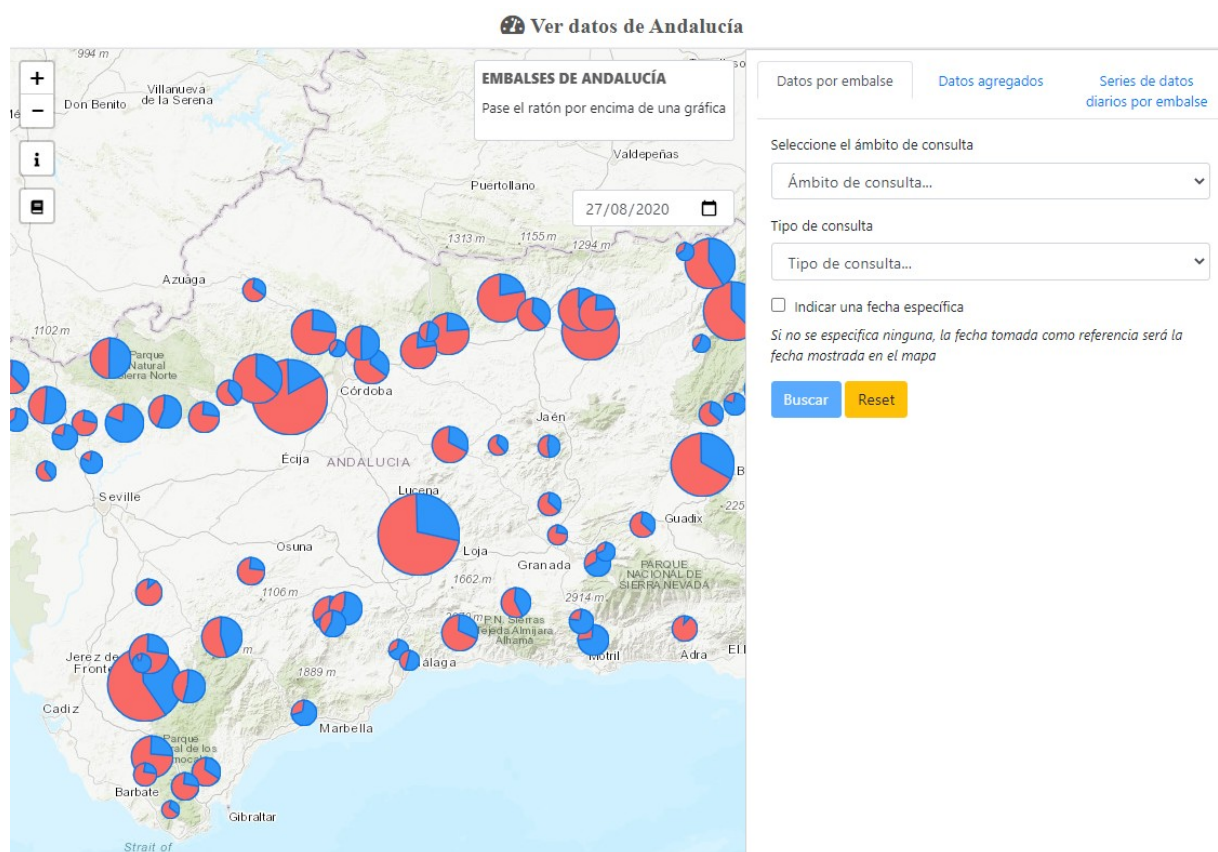 Ver datos de Andalucía
994 m
+
−
i
Villanueva
de la Serena
Don Benito
EMBALSES DE ANDALUCÍA
Pase el ratón por encima de una gráfica
Valdepeñas
Puertollano
27/08/2020
1313 m
1155 m
1294 m
Azuaga
1102 m
Parque
Natural
Sierra Norte
Córdoba
Jaén
Écija
ANDALUCIA
Seville
Lucena
Guadix
Osuna
Loja
Granada
PARQUE
NACIONAL DE
SIERRA NEVADA
1106 m
1662 m
2914 m
P.N. Sierras
Tejeda Almijara
Alhama
Jerez de
Front
Motril
Adra
1889 m
Cadiz
Marbella
Parque
Barbate
Gibraltar
Strait of
Datos por embalse
Datos agregados
Series de datos
diarios por embalse
Seleccione el ámbito de consulta
Ámbito de consulta...
Tipo de consulta
Tipo de consulta...
Indicar una fecha específica
Si no se especifica ninguna, la fecha tomada como referencia será la
fecha mostrada en el mapa
Buscar
Reset